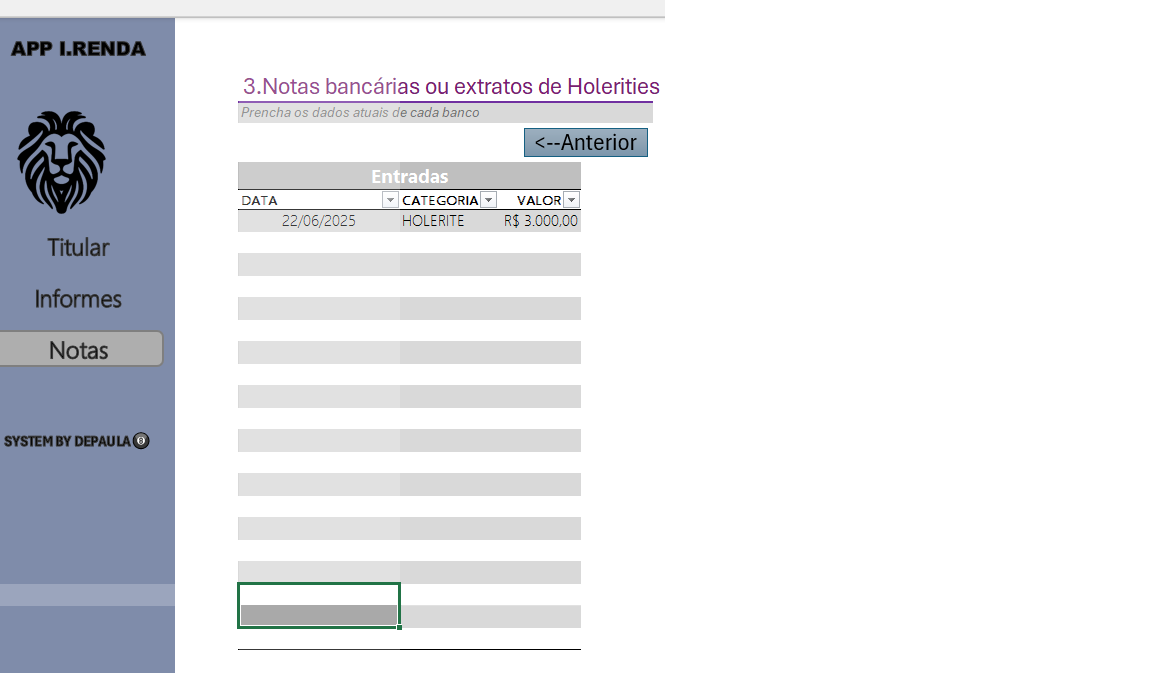 APP I.RENDA
Titular
Informes
Notas
SYSTEM BY DEPAULA
8
3.Notas bancárias ou extratos de Holerities
Prencha os dados atuais de cada banco
<--Anterior
Entradas
DATA CATEGORIA VALOR
22/06/2025 HOLERITE R$ 3.000,00